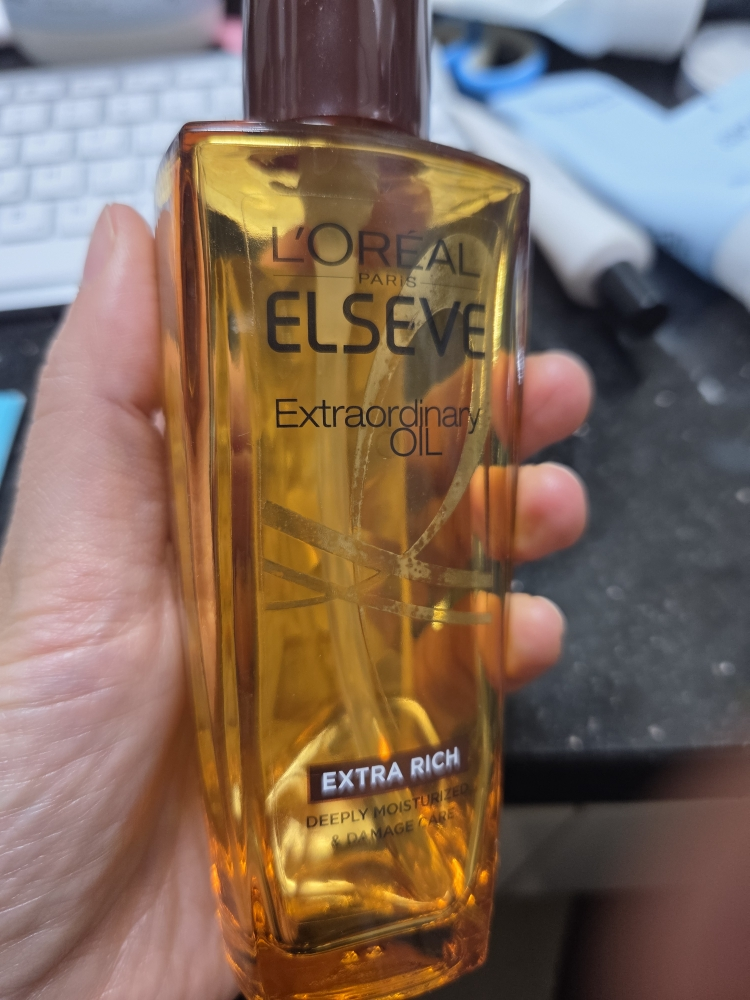 L'ORÉAL
PARIS
ELSEVE
Extraordinary
OIL
EXTRA RICH
DEEPLY MOISTURIZED
& DAMAGE CARE